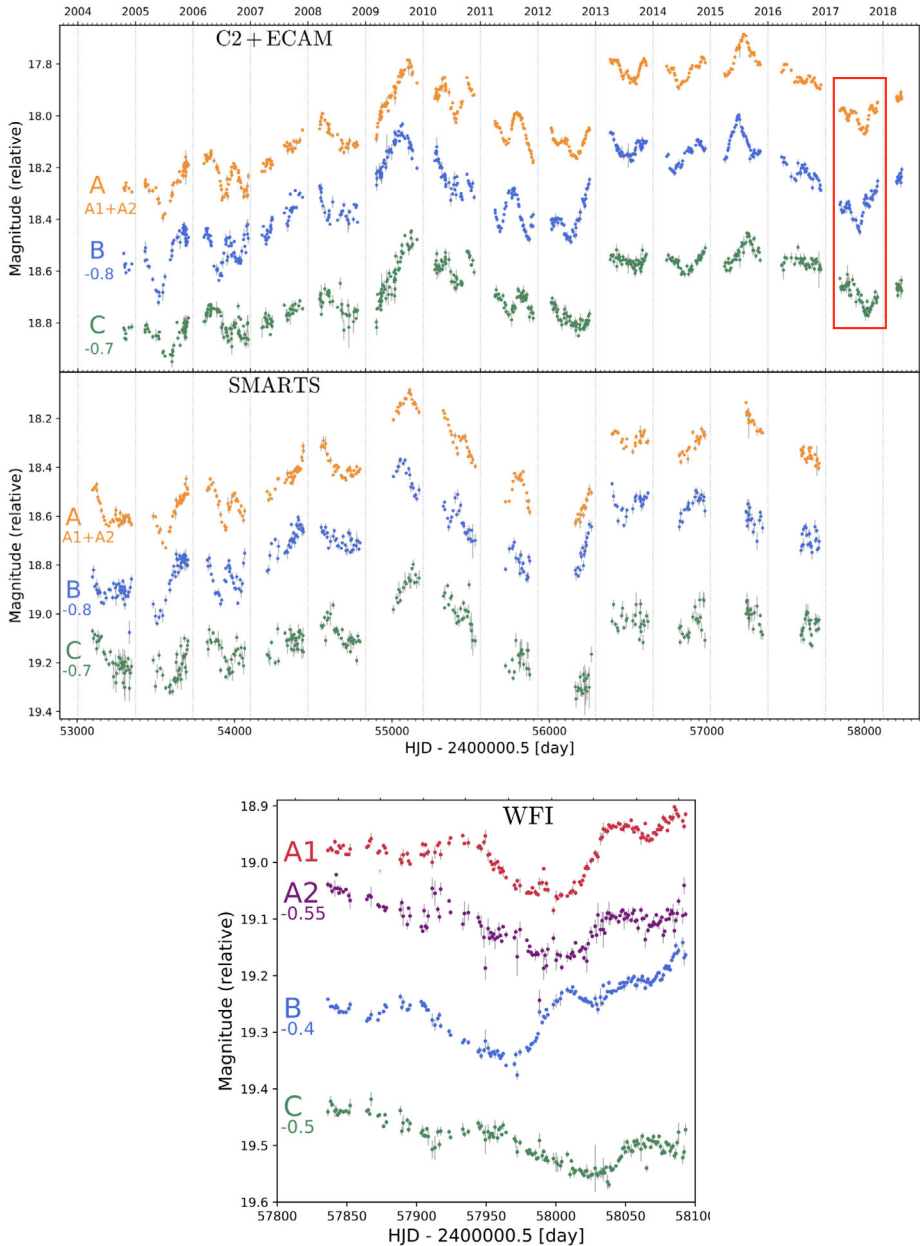 2004 2005 2006 2007 2008 2009 2010 2011 2012 2013 2014 2015 2016 2017 2018
C2 + ECAM
Magnitude (relative)
17.8
18.0
18.2
18.4
18.6
18.8
A
A1+A2
B
-0.8
C
-0.7
SMARTS
Magnitude (relative)
18.2
18.4
18.6
18.8
19.0
19.2
19.4
A
A1+A2
B
-0.8
C
-0.7
53000 54000 55000 56000 57000 58000
HJD - 2400000.5 [day]
WFI
Magnitude (relative)
18.9
19.0
19.1
19.2
19.3
19.4
19.5
19.6
A1
A2
-0.55
B
-0.4
C
-0.5
57800 57850 57900 57950 58000 58050 58100
HJD - 2400000.5 [day]